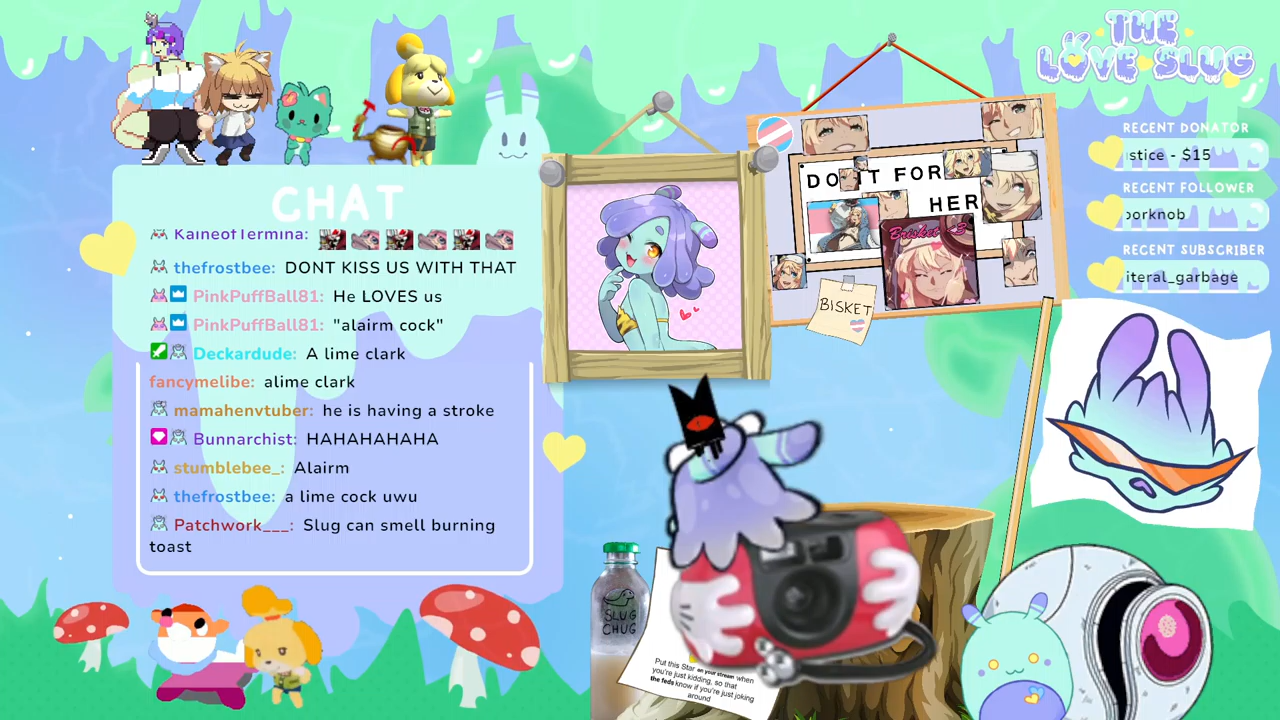 THE
LOVE SLUG
RECENT DONATOR
stice - $15
RECENT FOLLOWER
porknob
RECENT SUBSCRIBER
iteral_garbage
CHAT
KaineofTermina:
thefrostbee: DONT KISS US WITH THAT
PinkPuffBall81: He LOVES us
PinkPuffBall81: "alairm cock"
Deckardude: A lime clark
fancymelibe: alime clark
mamahenvtuber: he is having a stroke
Bunnarchist: HAHAHAHAHA
stumblebee_: Alairm
thefrostbee: a lime cock uwu
Patchwork___: Slug can smell burning
toast
DO IT FOR
HER
Brisket <3
BISKET
SLUG
CHUG
Put this Star on your stream when
you're just kidding, so that
the feds know if you're just joking
around